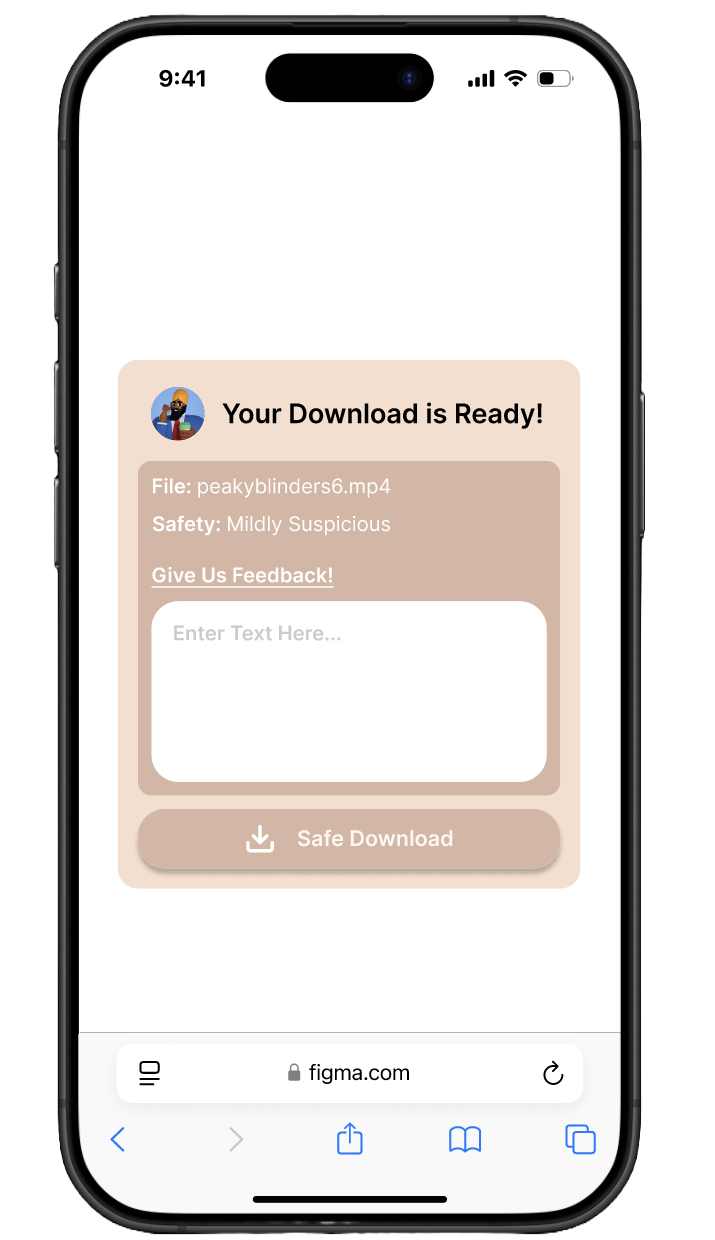 9:41
Your Download is Ready!
File: peakyblinders6.mp4
Safety: Mildly Suspicious
Give Us Feedback!
Enter Text Here...
Safe Download
figma.com